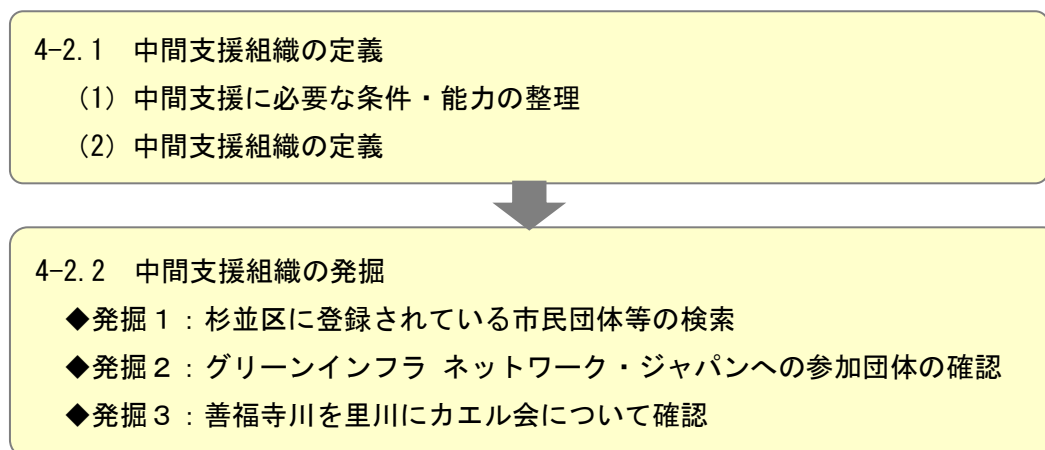 4-2.1　中間支援組織の定義
（1）中間支援に必要な条件・能力の整理
（2）中間支援組織の定義
4-2.2　中間支援組織の発掘
◆発掘１：杉並区に登録されている市民団体等の検索
◆発掘２：グリーンインフラ ネットワーク・ジャパンへの参加団体の確認
◆発掘３：善福寺川を里川にカエル会について確認